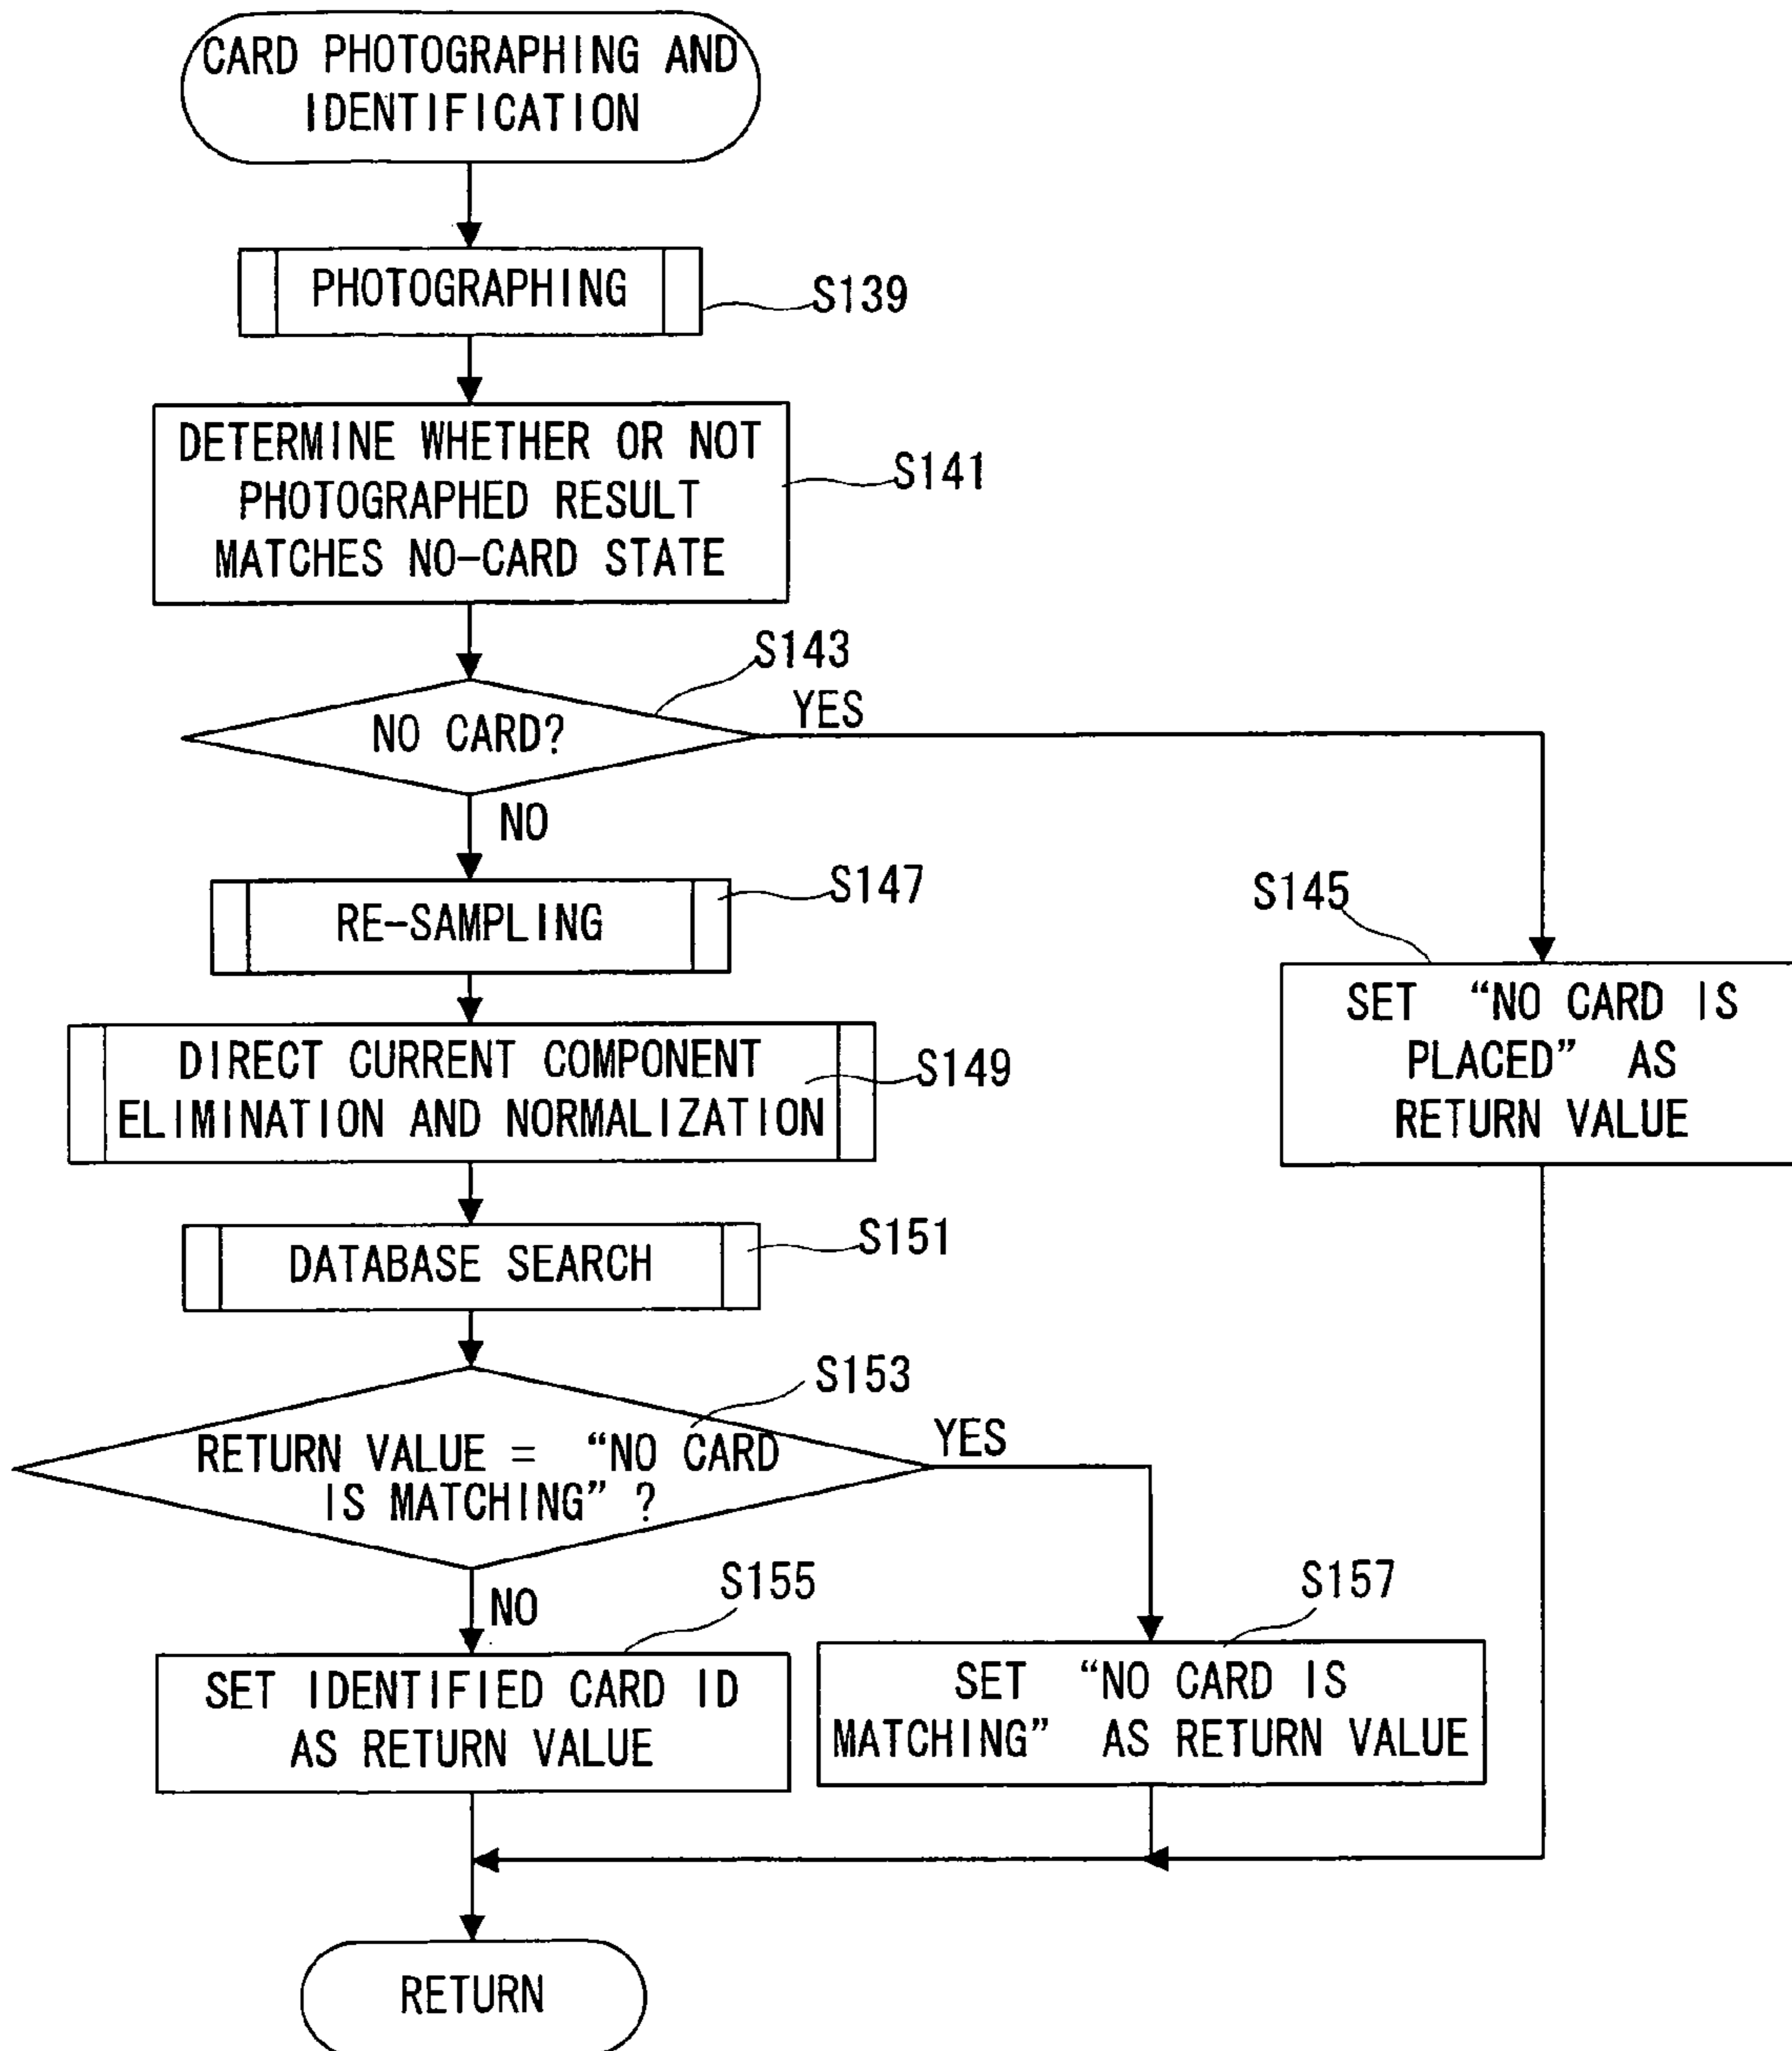 CARD PHOTOGRAPHING AND
IDENTIFICATION
PHOTOGRAPHING
S139
DETERMINE WHETHER OR NOT
PHOTOGRAPHED RESULT
MATCHES NO-CARD STATE
S141
S143
NO CARD?
YES
NO
RE-SAMPLING
S147
S145
SET “NO CARD IS
PLACED” AS
RETURN VALUE
DIRECT CURRENT COMPONENT
ELIMINATION AND NORMALIZATION
S149
DATABASE SEARCH
S151
S153
RETURN VALUE = “NO CARD
IS MATCHING” ?
YES
NO
S155
SET IDENTIFIED CARD ID
AS RETURN VALUE
S157
SET “NO CARD IS
MATCHING” AS RETURN VALUE
RETURN